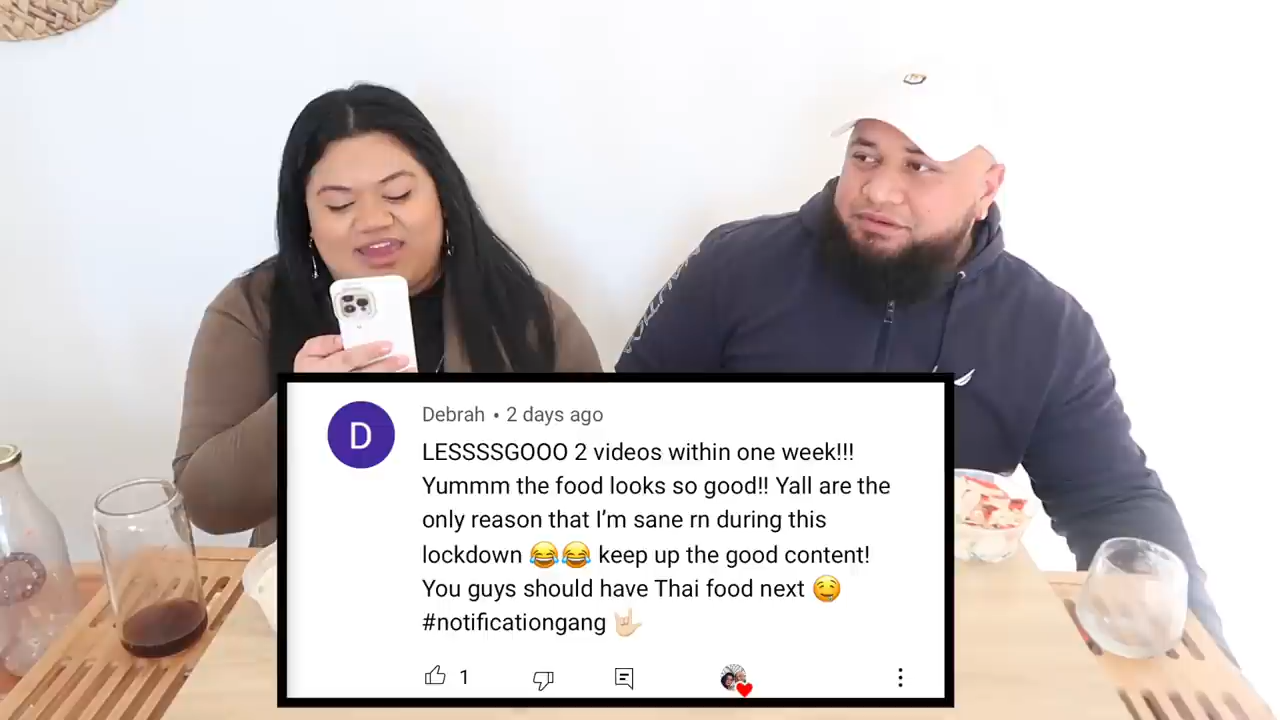 D
Debrah • 2 days ago
LESSSSGOOO 2 videos within one week!!!
Yummm the food looks so good!! Yall are the
only reason that I’m sane rn during this
lockdown 😂😂 keep up the good content!
You guys should have Thai food next 🤤
#notificationgang 🤟🏻
1